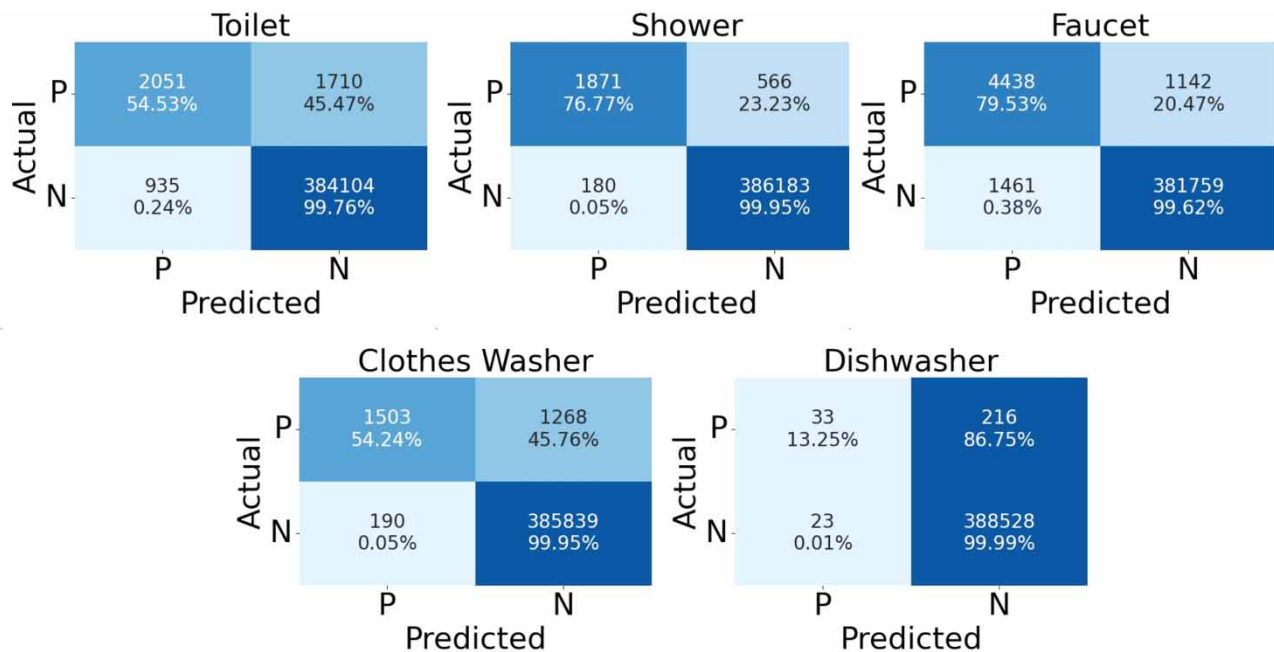 Toilet
Shower
Faucet
Actual
P
2051
54.53%
1710
45.47%
N
935
0.24%
384104
99.76%
P
N
Predicted
Actual
P
1871
76.77%
566
23.23%
N
180
0.05%
386183
99.95%
P
N
Predicted
Actual
P
4438
79.53%
1142
20.47%
N
1461
0.38%
381759
99.62%
P
N
Predicted
Clothes Washer
Dishwasher
Actual
P
1503
54.24%
1268
45.76%
N
190
0.05%
385839
99.95%
P
N
Predicted
Actual
P
33
13.25%
216
86.75%
N
23
0.01%
388528
99.99%
P
N
Predicted